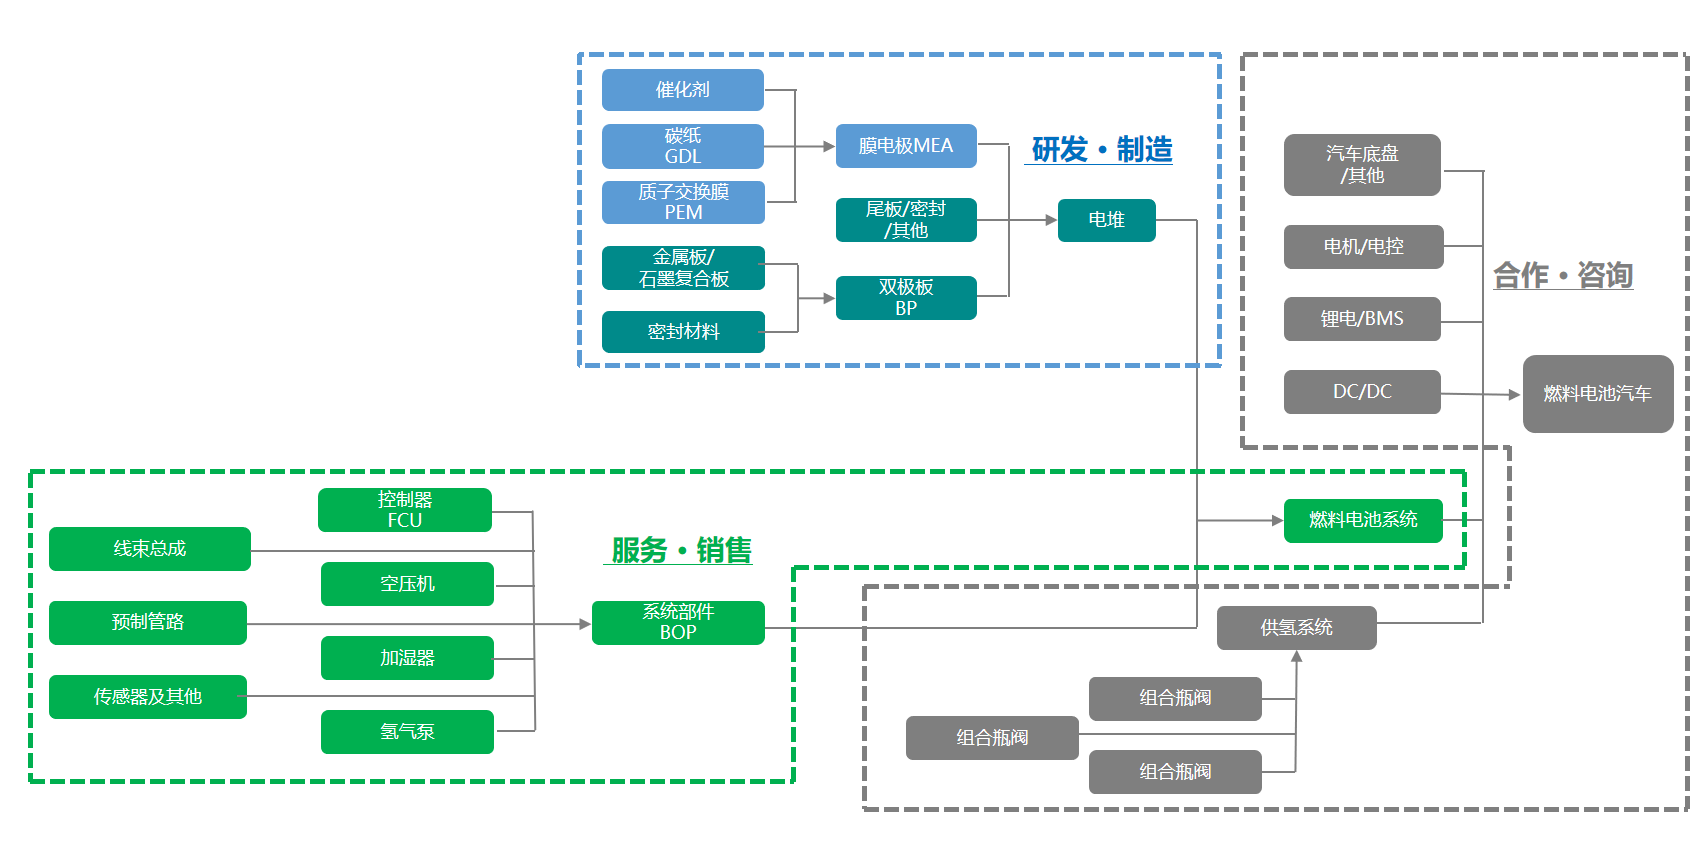 催化剂
碳纸
GDL
质子交换膜
PEM
金属板/
石墨复合板
密封材料
膜电极MEA
尾板/密封
/其他
双极板
BP
研发·制造
电堆
汽车底盘
/其他
电机/电控
锂电/BMS
DC/DC
合作·咨询
燃料电池汽车
控制器
FCU
线束总成
空压机
预制管路
加湿器
传感器及其他
氢气泵
服务·销售
系统部件
BOP
燃料电池系统
供氢系统
组合瓶阀
组合瓶阀
组合瓶阀